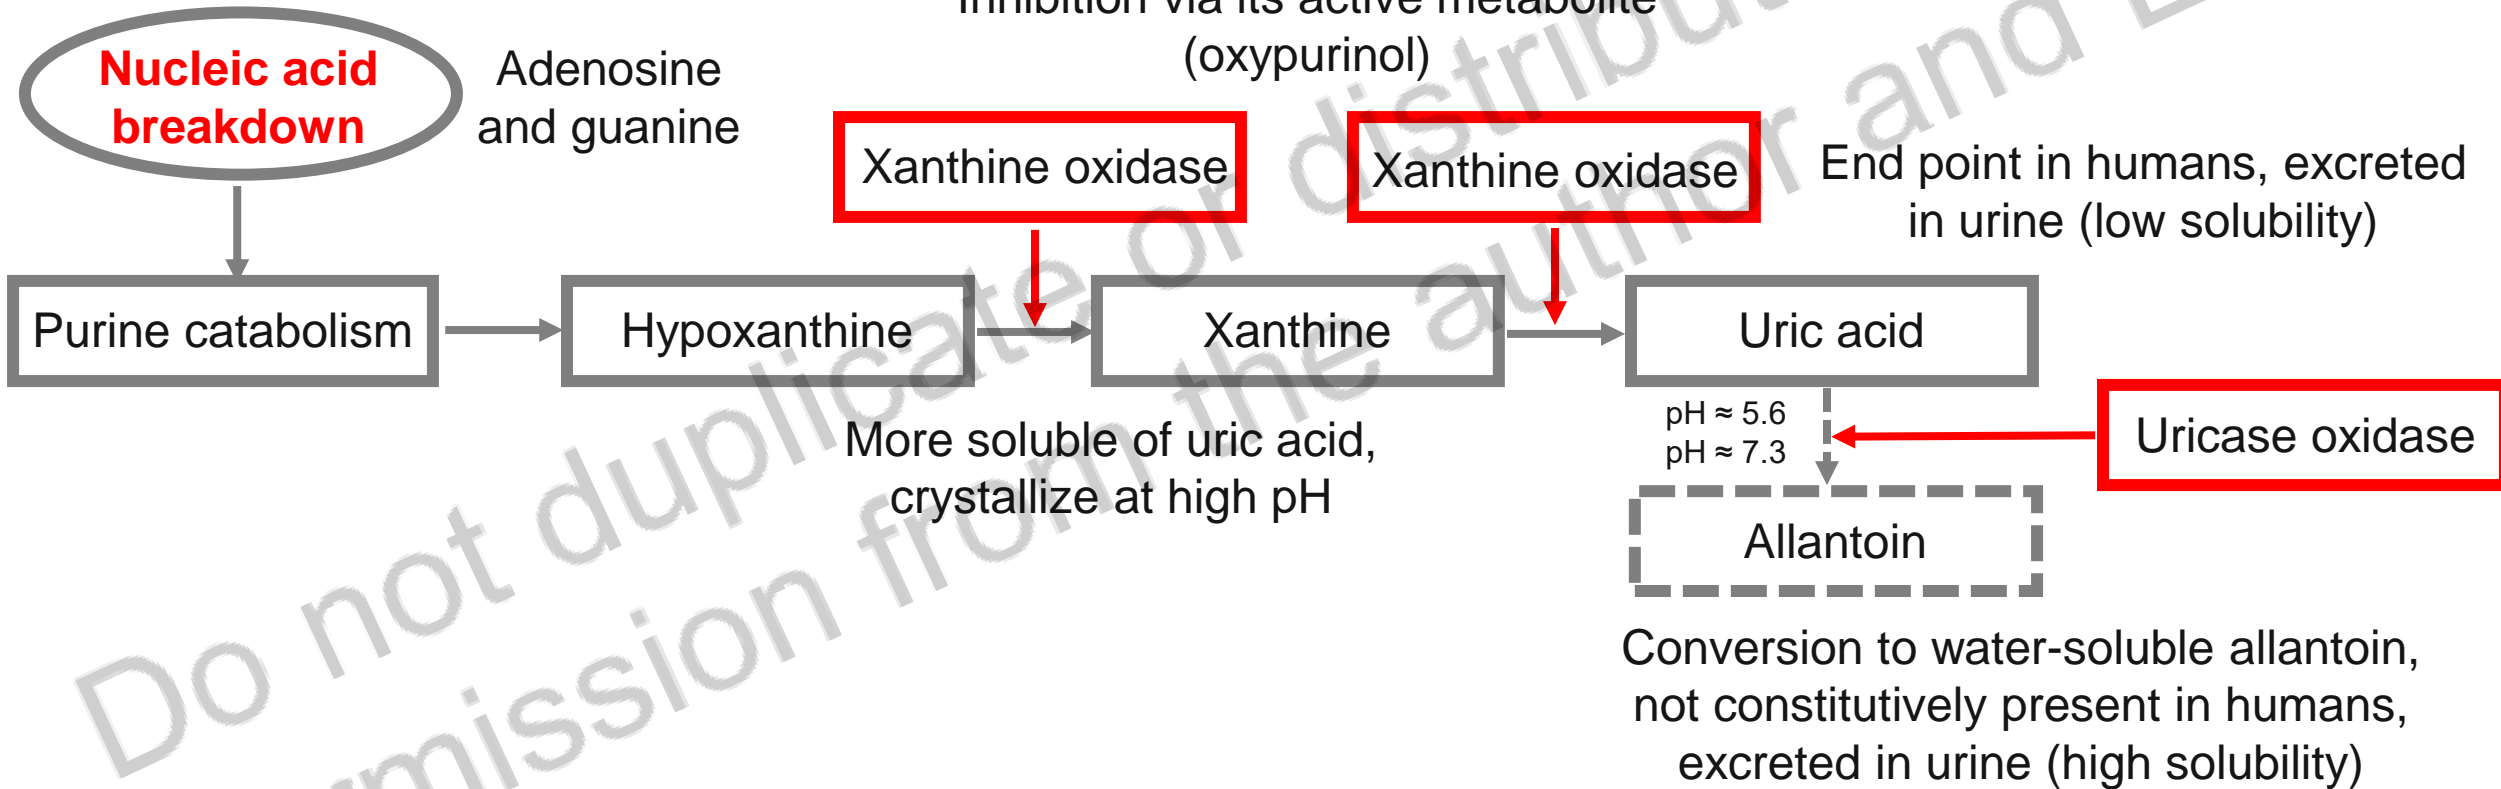 Inhibition via its active metabolite
(oxypurinol)
Nucleic acid
breakdown
Adenosine
and guanine
Xanthine oxidase
Xanthine oxidase
End point in humans, excreted
in urine (low solubility)
Purine catabolism
Hypoxanthine
Xanthine
Uric acid
More soluble of uric acid,
crystallize at high pH
pH ≈ 5.6
pH ≈ 7.3
Uricase oxidase
Allantoin
Conversion to water-soluble allantoin,
not constitutively present in humans,
excreted in urine (high solubility)
Do not duplicate or distribut
from the author and